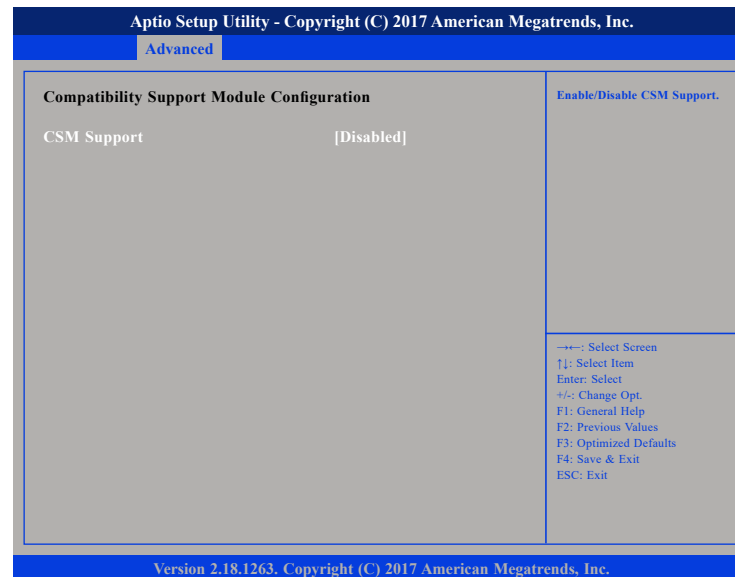 Aptio Setup Utility - Copyright (C) 2017 American Megatrends, Inc.
Advanced
Compatibility Support Module Configuration
CSM Support [Disabled]
Enable/Disable CSM Support.
→←: Select Screen
↑↓: Select Item
Enter: Select
+/-: Change Opt.
F1: General Help
F2: Previous Values
F3: Optimized Defaults
F4: Save & Exit
ESC: Exit
Version 2.18.1263. Copyright (C) 2017 American Megatrends, Inc.